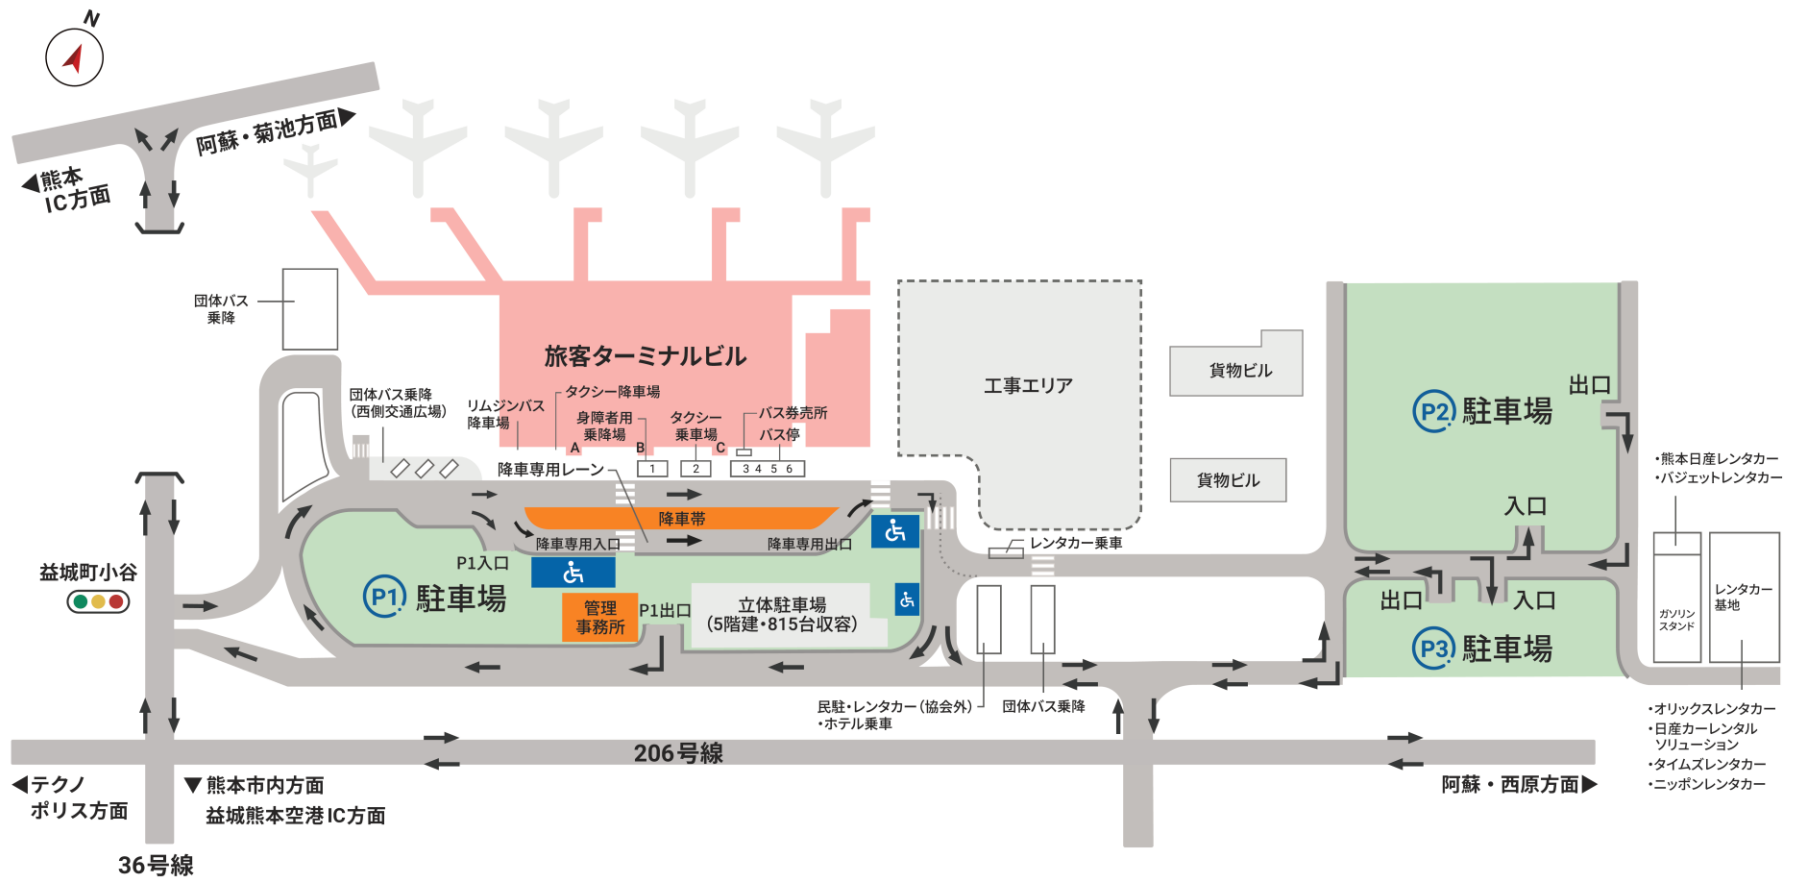 N
阿蘇・菊池方面▶
◀熊本
IC方面
団体バス
乗降
旅客ターミナルビル
工事エリア
貨物ビル
貨物ビル
団体バス乗降
(西側交通広場)
リムジンバス
降車場
タクシー降車場
身障者用
乗降場
タクシー
乗車場
バス券売所
バス停
A
B
C
1
2
3 4 5 6
降車専用レーン
降車帯
降車専用入口
降車専用出口
P1入口
P1 駐車場
管理
事務所
P1出口
立体駐車場
(5階建・815台収容)
レンタカー乗車
民駐・レンタカー(協会外)
・ホテル乗車
団体バス乗降
P2 駐車場
出口
入口
出口
入口
P3 駐車場
・熊本日産レンタカー
・バジェットレンタカー
ガソリン
スタンド
レンタカー
基地
・オリックスレンタカー
・日産カーレンタル
ソリューション
・タイムズレンタカー
・ニッポンレンタカー
益城町小谷
206号線
◀テクノ
ポリス方面
▼熊本市内方面
益城熊本空港IC方面
阿蘇・西原方面▶
36号線